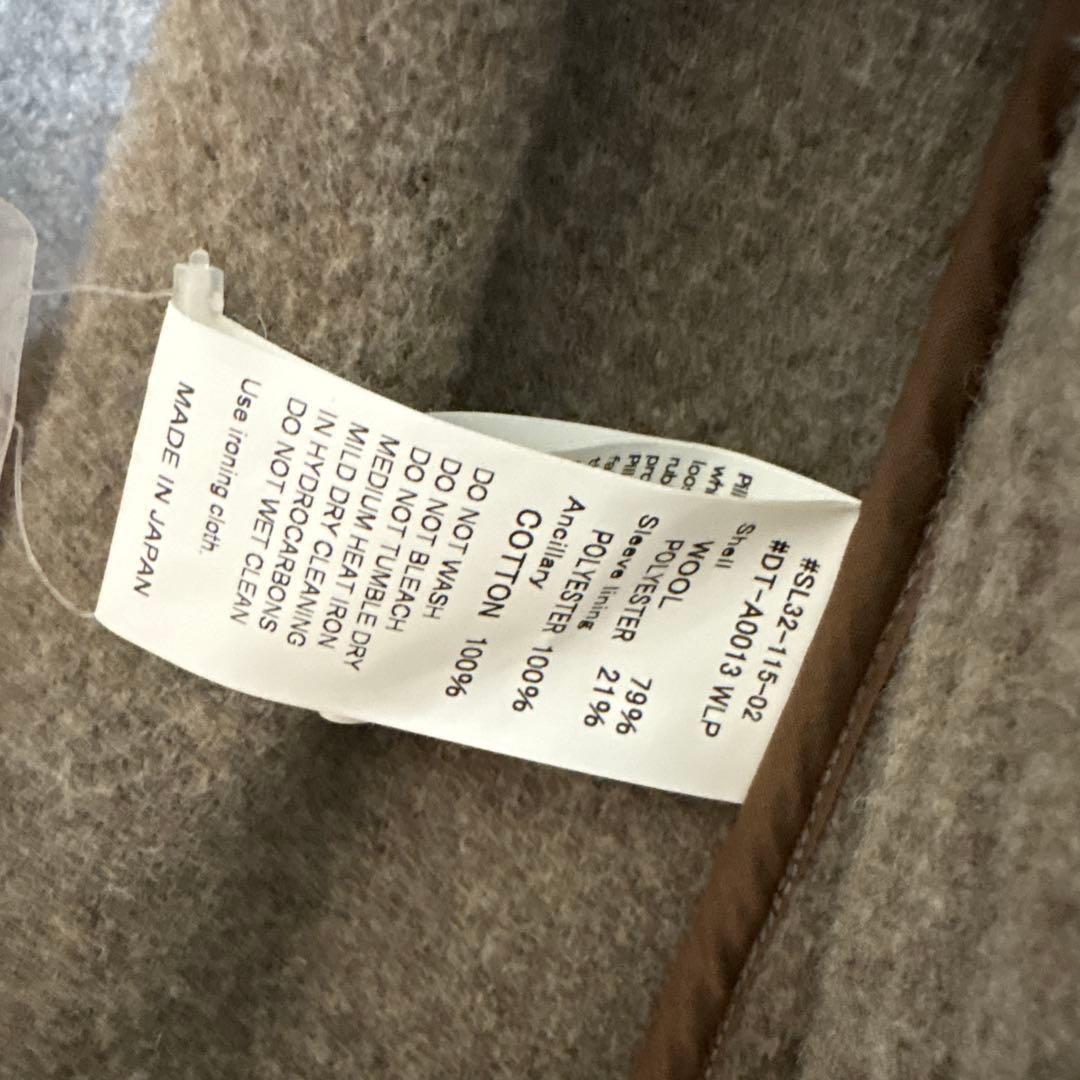 #SL32-115-02
#DT-A0013 WLP
Shell
WOOL 79%
POLYESTER 21%
Sleeve lining
POLYESTER 100%
Ancillary
COTTON 100%
DO NOT WASH
DO NOT BLEACH
DO NOT TUMBLE DRY
MEDIUM HEAT IRON
MILD DRY CLEANING
IN HYDROCARBONS
DO NOT WET CLEAN
Use ironing cloth.
MADE IN JAPAN